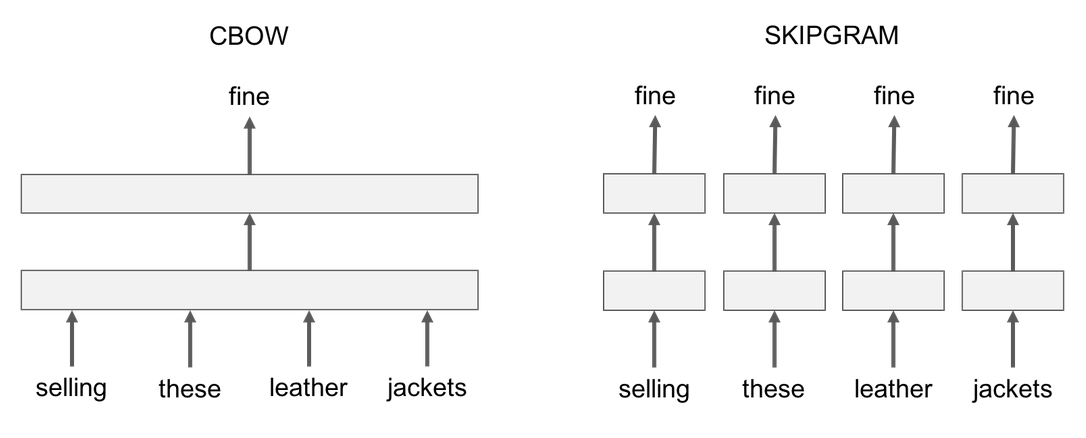 CBOW
fine
selling these leather jackets
SKIPGRAM
fine fine fine fine
selling these leather jackets